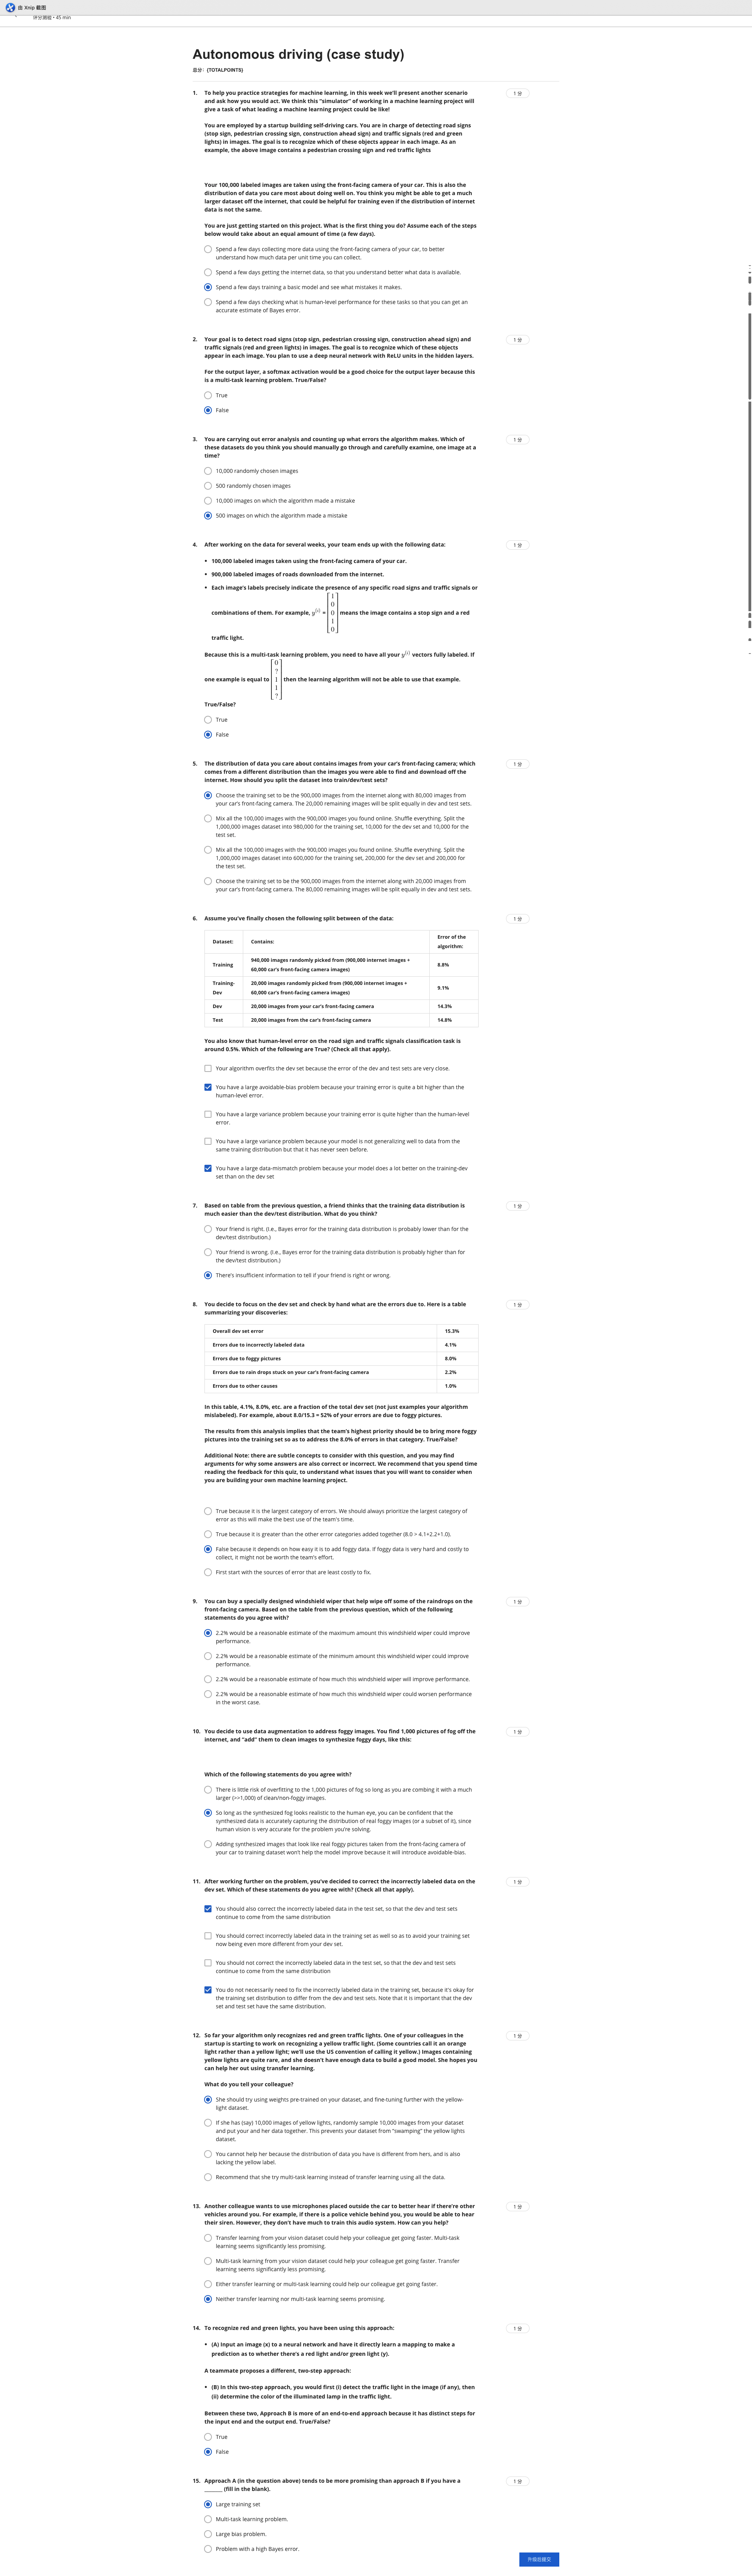 由 Xnip 截图
评分测验 • 45 min
Autonomous driving (case study)
总分: (TOTALPOINTS)
1. To help you practice strategies for machine learning, in this week we'll present another scenario
and ask how you would act. We think this "simulator" of working in a machine learning project will
give a task of what leading a machine learning project could be like!
1 分
You are employed by a startup building self-driving cars. You are in charge of detecting road signs
(stop sign, pedestrian crossing sign, construction ahead sign) and traffic signals (red and green
lights) in images. The goal is to recognize which of these objects appear in each image. As an
example, the above image contains a pedestrian crossing sign and red traffic lights
Your 100,000 labeled images are taken using the front-facing camera of your car. This is also the
distribution of data you care most about doing well on. You think you might be able to get a much
larger dataset off the internet, that could be helpful for training even if the distribution of internet
data is not the same.
You are just getting started on this project. What is the first thing you do? Assume each of the steps
below would take about an equal amount of time (a few days).
Spend a few days collecting more data using the front-facing camera of your car, to better
understand how much data per unit time you can collect.
Spend a few days getting the internet data, so that you understand better what data is available.
Spend a few days training a basic model and see what mistakes it makes.
Spend a few days checking what is human-level performance for these tasks so that you can get an
accurate estimate of Bayes error.
2. Your goal is to detect road signs (stop sign, pedestrian crossing sign, construction ahead sign) and
traffic signals (red and green lights) in images. The goal is to recognize which of these objects
appear in each image. You plan to use a deep neural network with ReLU units in the hidden layers.
1 分
For the output layer, a softmax activation would be a good choice for the output layer because this
is a multi-task learning problem. True/False?
True
False
3. You are carrying out error analysis and counting up what errors the algorithm makes. Which of
these datasets do you think you should manually go through and carefully examine, one image at a
time?
1 分
10,000 randomly chosen images
500 randomly chosen images
10,000 images on which the algorithm made a mistake
500 images on which the algorithm made a mistake
4. After working on the data for several weeks, your team ends up with the following data:
1 分
• 100,000 labeled images taken using the front-facing camera of your car.
• 900,000 labeled images of roads downloaded from the internet.
• Each image's labels precisely indicate the presence of any specific road signs and traffic signals or
combinations of them. For example, y(i) = [1 0 0 1 0] means the image contains a stop sign and a red
traffic light.
Because this is a multi-task learning problem, you need to have all your y(i) vectors fully labeled. If
one example is equal to [0 ? 1 1 ?] then the learning algorithm will not be able to use that example.
True/False?
True
False
5. The distribution of data you care about contains images from your car's front-facing camera; which
comes from a different distribution than the images you were able to find and download off the
internet. How should you split the dataset into train/dev/test sets?
1 分
Choose the training set to be the 900,000 images from the internet along with 80,000 images from
your car's front-facing camera. The 20,000 remaining images will be split equally in dev and test sets.
Mix all the 100,000 images with the 900,000 images you found online. Shuffle everything. Split the
1,000,000 images dataset into 980,000 for the training set, 10,000 for the dev set and 10,000 for the
test set.
Mix all the 100,000 images with the 900,000 images you found online. Shuffle everything. Split the
1,000,000 images dataset into 600,000 for the training set, 200,000 for the dev set and 200,000 for
the test set.
Choose the training set to be the 900,000 images from the internet along with 20,000 images from
your car's front-facing camera. The 80,000 remaining images will be split equally in dev and test sets.
6. Assume you've finally chosen the following split between of the data:
1 分
Dataset: Contains: Error of the algorithm:
Training 940,000 images randomly picked from (900,000 internet images +
60,000 car's front-facing camera images) 8.8%
Training-Dev 20,000 images randomly picked from (900,000 internet images +
60,000 car's front-facing camera images) 9.1%
Dev 20,000 images from your car's front-facing camera 14.3%
Test 20,000 images from the car's front-facing camera 14.8%
You also know that human-level error on the road sign and traffic signals classification task is
around 0.5%. Which of the following are True? (Check all that apply).
Your algorithm overfits the dev set because the error of the dev and test sets are very close.
You have a large avoidable-bias problem because your training error is quite a bit higher than the
human-level error.
You have a large variance problem because your training error is quite higher than the human-level
error.
You have a large variance problem because your model is not generalizing well to data from the
same training distribution but that it has never seen before.
You have a large data-mismatch problem because your model does a lot better on the training-dev
set than on the dev set
7. Based on table from the previous question, a friend thinks that the training data distribution is
much easier than the dev/test distribution. What do you think?
1 分
Your friend is right. (I.e., Bayes error for the training data distribution is probably lower than for the
dev/test distribution.)
Your friend is wrong. (I.e., Bayes error for the training data distribution is probably higher than for
the dev/test distribution.)
There's insufficient information to tell if your friend is right or wrong.
8. You decide to focus on the dev set and check by hand what are the errors due to. Here is a table
summarizing your discoveries:
1 分
Overall dev set error 15.3%
Errors due to incorrectly labeled data 4.1%
Errors due to foggy pictures 8.0%
Errors due to rain drops stuck on your car's front-facing camera 2.2%
Errors due to other causes 1.0%
In this table, 4.1%, 8.0%, etc. are a fraction of the total dev set (not just examples your algorithm
mislabeled). For example, about 8.0/15.3 = 52% of your errors are due to foggy pictures.
The results from this analysis implies that the team's highest priority should be to bring more foggy
pictures into the training set so as to address the 8.0% of errors in that category. True/False?
Additional Note: there are subtle concepts to consider with this question, and you may find
arguments for why some answers are also correct or incorrect. We recommend that you spend time
reading the feedback for this quiz, to understand what issues that you will want to consider when
you are building your own machine learning project.
True because it is the largest category of errors. We should always prioritize the largest category of
error as this will make the best use of the team's time.
True because it is greater than the other error categories added together (8.0 > 4.1+2.2+1.0).
False because it depends on how easy it is to add foggy data. If foggy data is very hard and costly to
collect, it might not be worth the team's effort.
First start with the sources of error that are least costly to fix.
9. You can buy a specially designed windshield wiper that help wipe off some of the raindrops on the
front-facing camera. Based on the table from the previous question, which of the following
statements do you agree with?
1 分
2.2% would be a reasonable estimate of the maximum amount this windshield wiper could improve
performance.
2.2% would be a reasonable estimate of the minimum amount this windshield wiper could improve
performance.
2.2% would be a reasonable estimate of how much this windshield wiper will improve performance.
2.2% would be a reasonable estimate of how much this windshield wiper could worsen performance
in the worst case.
10. You decide to use data augmentation to address foggy images. You find 1,000 pictures of fog off the
internet, and "add" them to clean images to synthesize foggy days, like this:
1 分
Which of the following statements do you agree with?
There is little risk of overfitting to the 1,000 pictures of fog so long as you are combing it with a much
larger (>>1,000) of clean/non-foggy images.
So long as the synthesized fog looks realistic to the human eye, you can be confident that the
synthesized data is accurately capturing the distribution of real foggy images (or a subset of it), since
human vision is very accurate for the problem you're solving.
Adding synthesized images that look like real foggy pictures taken from the front-facing camera of
your car to training dataset won't help the model improve because it will introduce avoidable-bias.
11. After working further on the problem, you've decided to correct the incorrectly labeled data on the
dev set. Which of these statements do you agree with? (Check all that apply).
1 分
You should also correct the incorrectly labeled data in the test set, so that the dev and test sets
continue to come from the same distribution
You should correct incorrectly labeled data in the training set as well so as to avoid your training set
now being even more different from your dev set.
You should not correct the incorrectly labeled data in the test set, so that the dev and test sets
continue to come from the same distribution
You do not necessarily need to fix the incorrectly labeled data in the training set, because it's okay for
the training set distribution to differ from the dev and test sets. Note that it is important that the dev
set and test set have the same distribution.
12. So far your algorithm only recognizes red and green traffic lights. One of your colleagues in the
startup is starting to work on recognizing a yellow traffic light. (Some countries call it an orange
light rather than a yellow light; we'll use the US convention of calling it yellow.) Images containing
yellow lights are quite rare, and she doesn't have enough data to build a good model. She hopes you
can help her out using transfer learning.
1 分
What do you tell your colleague?
She should try using weights pre-trained on your dataset, and fine-tuning further with the yellow-
light dataset.
If she has (say) 10,000 images of yellow lights, randomly sample 10,000 images from your dataset
and put your and her data together. This prevents your dataset from "swamping" the yellow lights
dataset.
You cannot help her because the distribution of data you have is different from hers, and is also
lacking the yellow label.
Recommend that she try multi-task learning instead of transfer learning using all the data.
13. Another colleague wants to use microphones placed outside the car to better hear if there're other
vehicles around you. For example, if there is a police vehicle behind you, you would be able to hear
their siren. However, they don't have much to train this audio system. How can you help?
1 分
Transfer learning from your vision dataset could help your colleague get going faster. Multi-task
learning seems significantly less promising.
Multi-task learning from your vision dataset could help your colleague get going faster. Transfer
learning seems significantly less promising.
Either transfer learning or multi-task learning could help our colleague get going faster.
Neither transfer learning nor multi-task learning seems promising.
14. To recognize red and green lights, you have been using this approach:
1 分
• (A) Input an image (x) to a neural network and have it directly learn a mapping to make a
prediction as to whether there's a red light and/or green light (y).
A teammate proposes a different, two-step approach:
• (B) In this two-step approach, you would first (i) detect the traffic light in the image (if any), then
(ii) determine the color of the illuminated lamp in the traffic light.
Between these two, Approach B is more of an end-to-end approach because it has distinct steps for
the input end and the output end. True/False?
True
False
15. Approach A (in the question above) tends to be more promising than approach B if you have a
_______ (fill in the blank).
1 分
Large training set
Multi-task learning problem.
Large bias problem.
Problem with a high Bayes error.